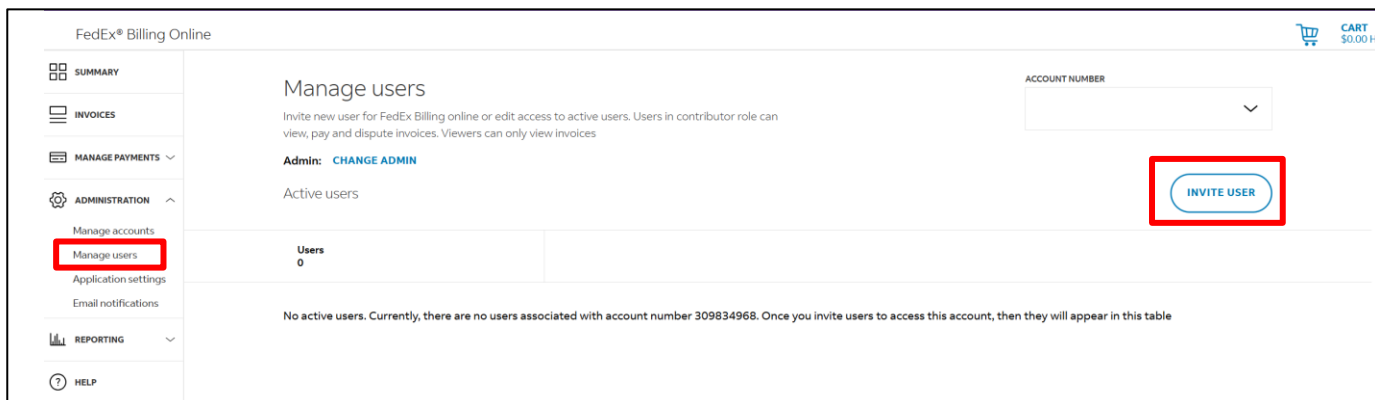 FedEx® Billing Online
CART
$0.00 H
SUMMARY
INVOICES
MANAGE PAYMENTS
ADMINISTRATION
Manage accounts
Manage users
Application settings
Email notifications
REPORTING
HELP
Manage users
Invite new user for FedEx Billing online or edit access to active users. Users in contributor role can
view, pay and dispute invoices. Viewers can only view invoices
Admin: CHANGE ADMIN
Active users
ACCOUNT NUMBER
INVITE USER
Users
0
No active users. Currently, there are no users associated with account number 309834968. Once you invite users to access this account, then they will appear in this table